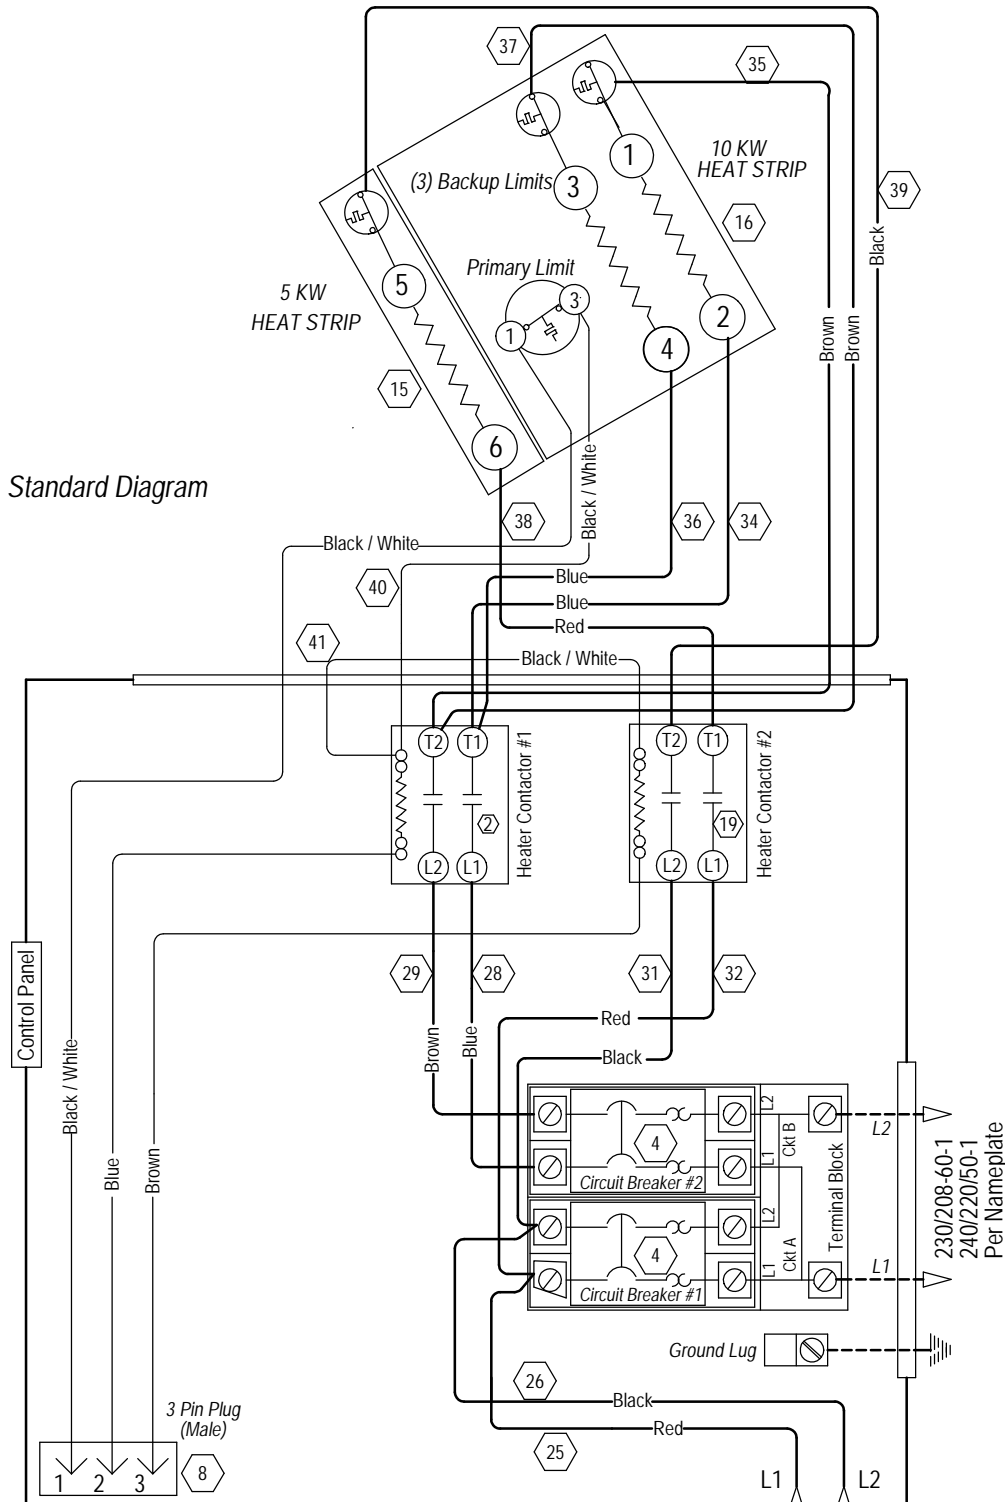 37
35
10 KW
HEAT STRIP
1
(3) Backup Limits
3
39
16
Black
Primary Limit
5 KW
HEAT STRIP
5
3
2
1
4
Brown
Brown
15
6
Standard Diagram
Black / White
38
36
34
Black / White
Blue
40
Blue
Red
41
Black / White
T2
T1
Heater Contactor #1
T2
T1
Heater Contactor #2
2
19
L2
L1
L2
L1
Control Panel
29
28
31
32
Red
Brown
Blue
Black
Black / White
Blue
Brown
L2
Ckt B
L2
4
L1
Circuit Breaker #2
Terminal Block
230/208-60-1
240/220/50-1
Per Nameplate
L2
4
Ckt A
L1
L1
Circuit Breaker #1
Ground Lug
26
Black
3 Pin Plug
(Male)
Red
25
8
1
2
3
L1
L2